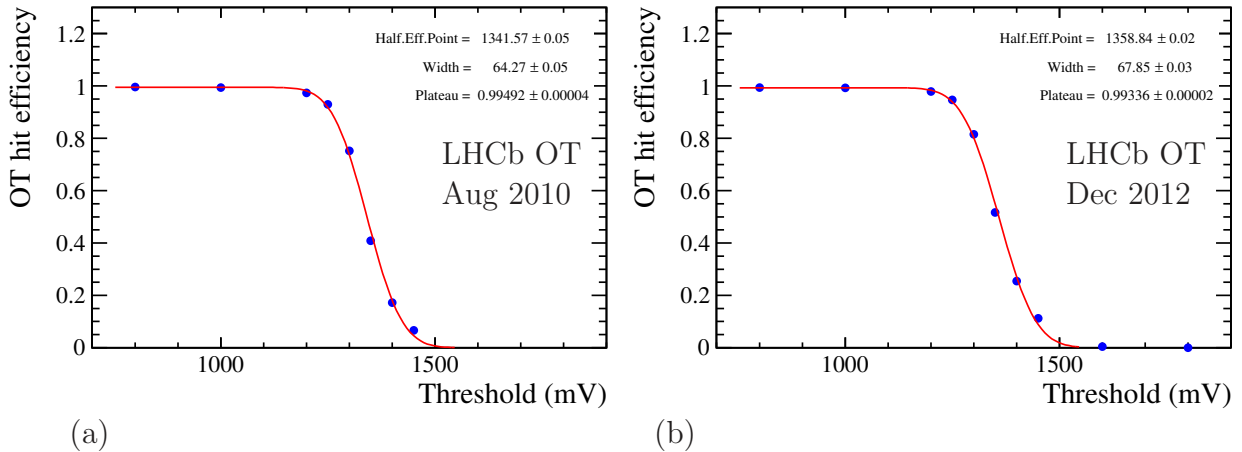 OT hit efficiency
1.2
1
0.8
0.6
0.4
0.2
0
Half.Eff.Point = 1341.57 ± 0.05
Width = 64.27 ± 0.05
Plateau = 0.99492 ± 0.00004
LHCb OT
Aug 2010
1000
1500
Threshold (mV)
(a)
OT hit efficiency
1.2
1
0.8
0.6
0.4
0.2
0
Half.Eff.Point = 1358.84 ± 0.02
Width = 67.85 ± 0.03
Plateau = 0.99336 ± 0.00002
LHCb OT
Dec 2012
1000
1500
Threshold (mV)
(b)